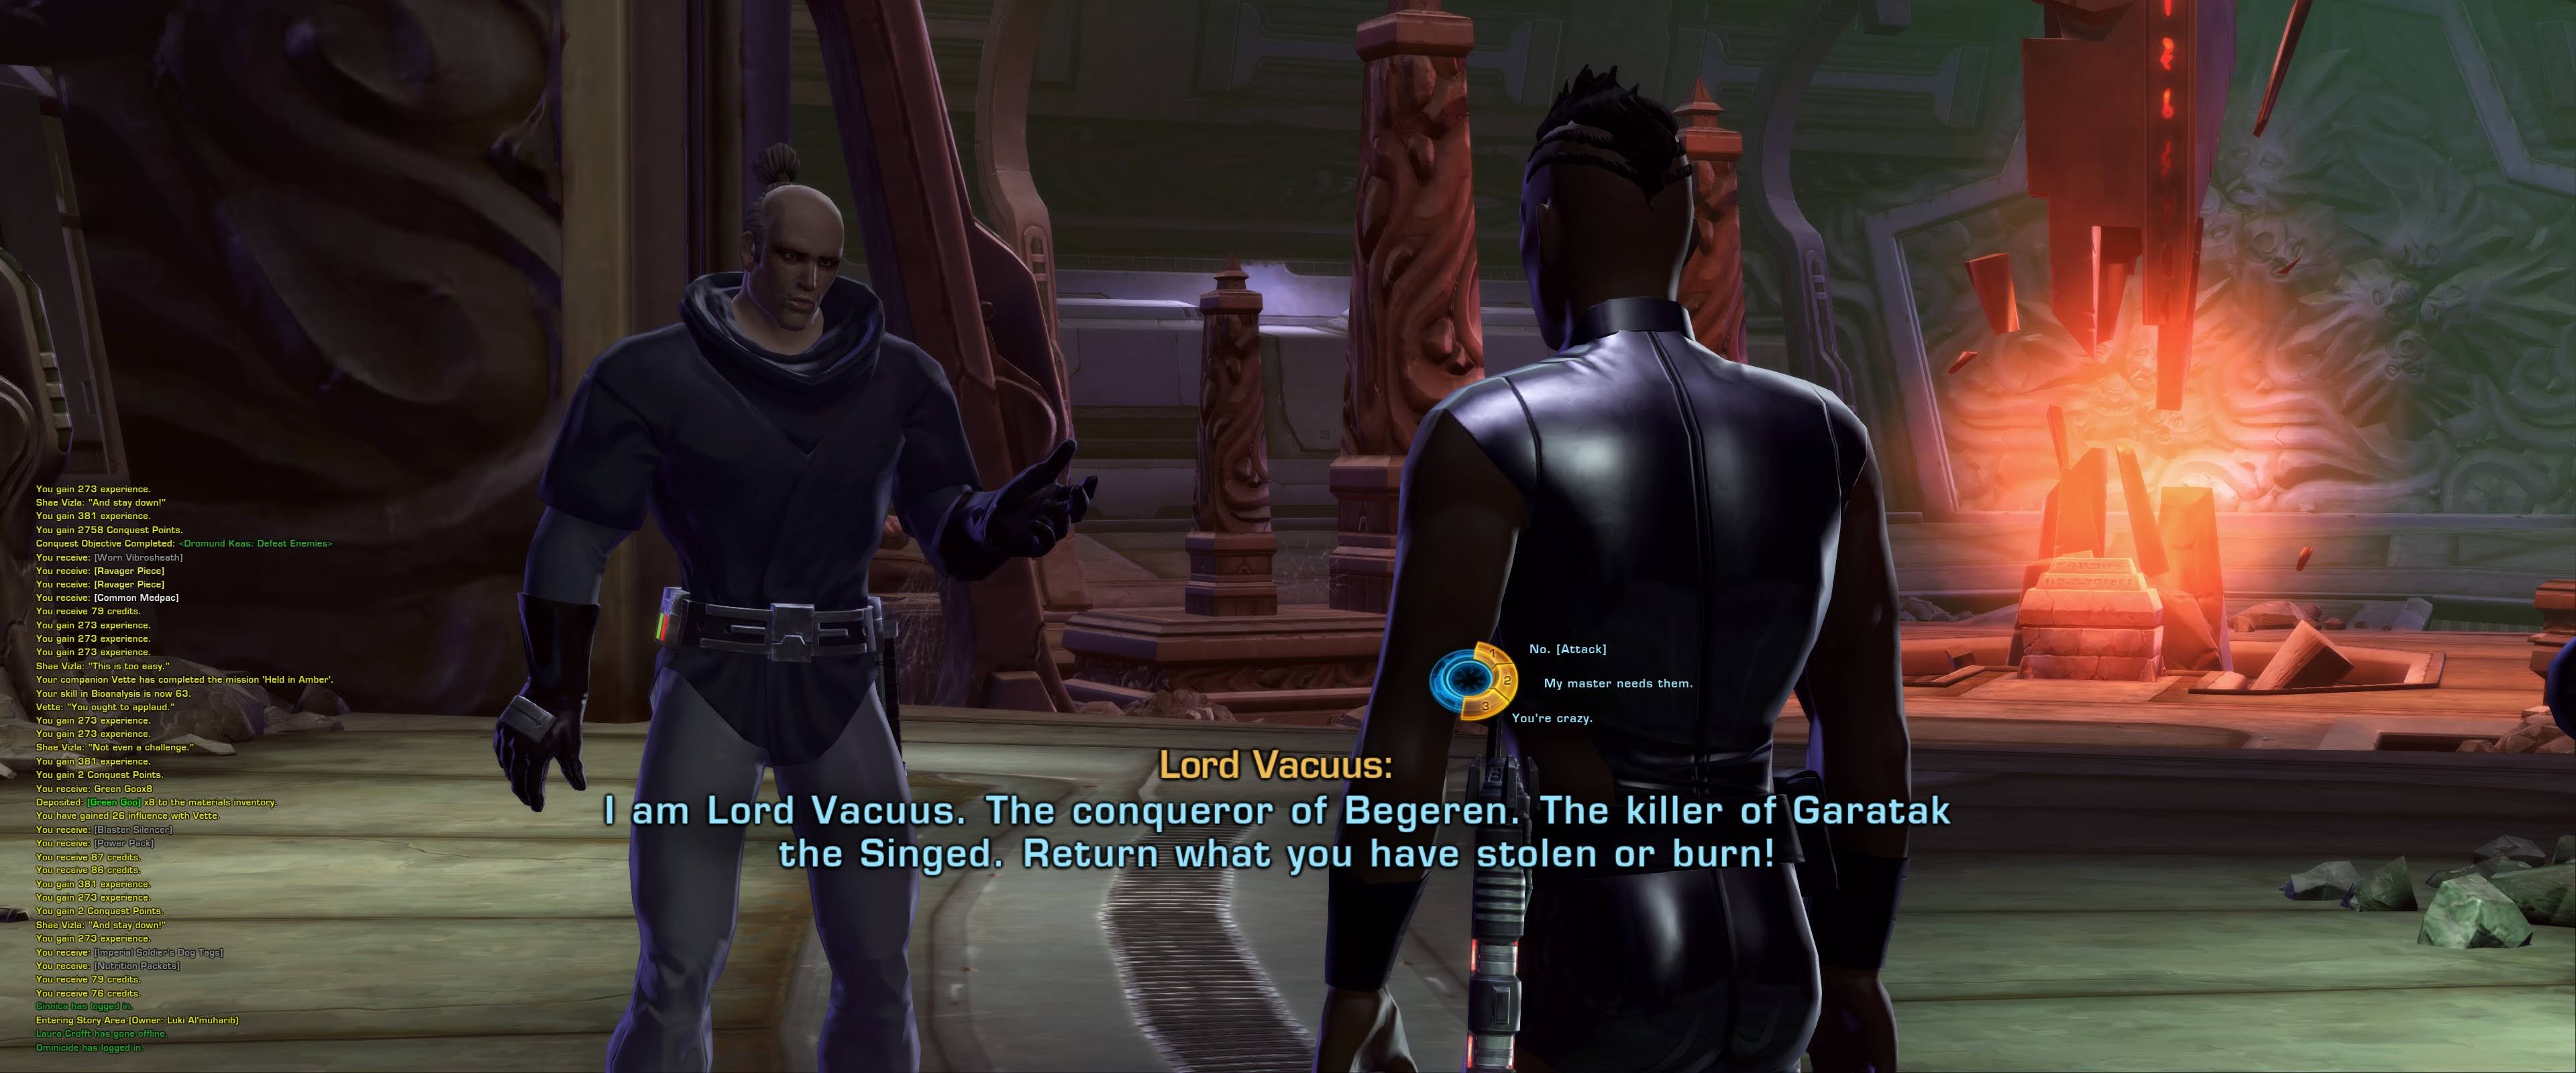 You gain 273 experience.
Shae Vizla: "And stay down!"
You gain 381 experience.
You gain 2758 Conquest Points.
Conquest Objective Completed: <Dromund Kaas: Defeat Enemies>
You receive: [Worn Vibrosheath]
You receive: [Ravager Piece]
You receive: [Ravager Piece]
You receive: [Common Medpac]
You receive 79 credits.
You gain 273 experience.
You gain 273 experience.
You gain 273 experience.
Shae Vizla: "This is too easy."
Your companion Vette has completed the mission 'Held in Amber'.
Your skill in Bioanalysis is now 63.
Vette: "You ought to applaud."
You gain 273 experience.
You gain 273 experience.
Shae Vizla: "Not even a challenge."
You gain 381 experience.
You gain 2 Conquest Points.
You receive: Green Goox8
Deposited: [Green Goo] x8 to the materials inventory.
You have gained 26 influence with Vette.
You receive: [Blaster Silencer]
You receive: [Power Pack]
You receive 87 credits.
You receive 86 credits.
You gain 381 experience.
You gain 273 experience.
You gain 2 Conquest Points.
Shae Vizla: "And stay down!"
You gain 273 experience.
You receive: [Imperial Soldier's Dog Tags]
You receive: [Nutrition Packets]
You receive 79 credits.
You receive 76 credits.
Cinnica has logged in.
Entering Story Area (Owner: Luki Al'muharib)
Laura Crofft has gone offline.
Ominicide has logged in.
1 No. [Attack]
2 My master needs them.
3 You're crazy.
Lord Vacuus:
I am Lord Vacuus. The conqueror of Begeren. The killer of Garatak
the Singed. Return what you have stolen or burn!